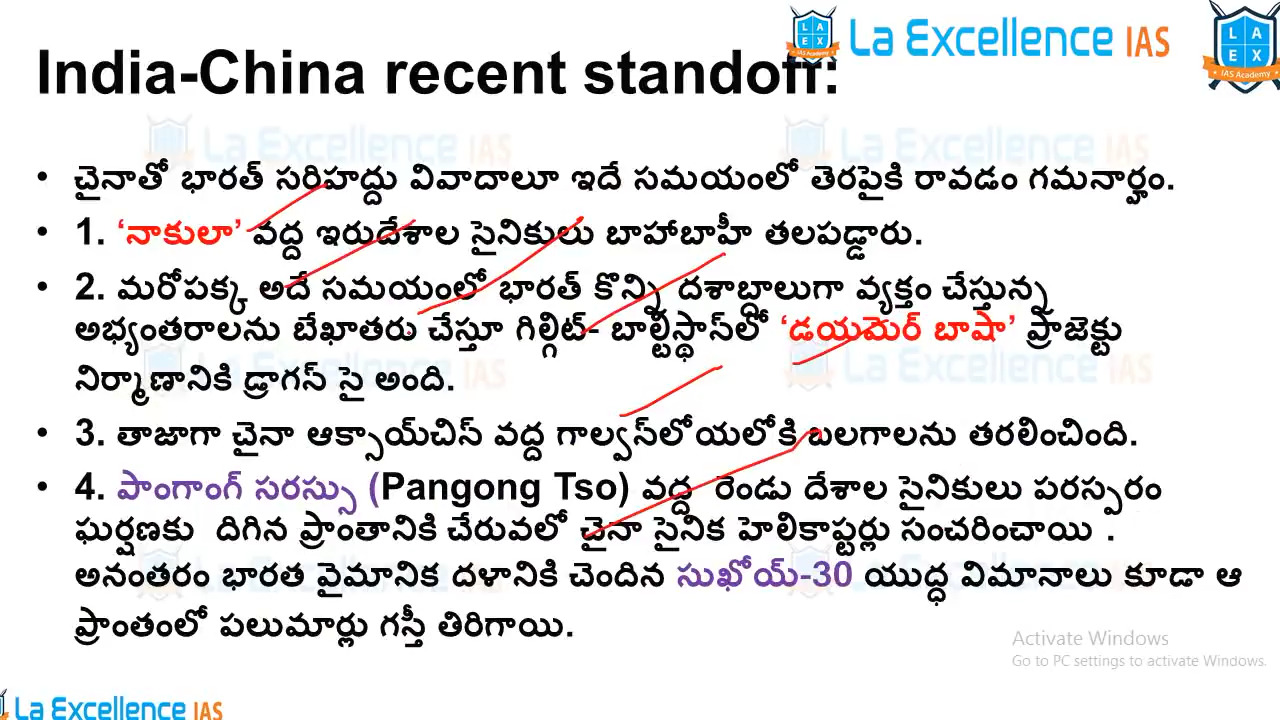 La Excellence IAS
L A
E X
IAS Academy
India-China recent standoff:
• చైనాతో భారత్ సరిహద్దు వివాదాలూ ఇదే సమయంలో తెరపైకి రావడం గమనార్హం.
• 1. ‘నాకులా’ వద్ద ఇరుదేశాల సైనికులు బాహాబాహీ తలపడ్డారు.
• 2. మరోపక్క అదే సమయంలో భారత్ కొన్ని దశాబ్దాలుగా వ్యక్తం చేస్తున్న
అభ్యంతరాలను బేఖాతరు చేస్తూ గిల్గిట్- బాల్టిస్థాన్‌లో ‘డయమెర్ బాషా’ ప్రాజెక్టు
నిర్మాణానికి డ్రాగన్ సై అంది.
• 3. తాజాగా చైనా ఆక్సాయ్‌చిన్ వద్ద గాల్వన్‌లోయలోకి బలగాలను తరలించింది.
• 4. పాంగాంగ్ సరస్సు (Pangong Tso) వద్ద రెండు దేశాల సైనికులు పరస్పరం
ఘర్షణకు దిగిన ప్రాంతానికి చేరువలో చైనా సైనిక హెలికాప్టర్లు సంచరించాయి .
అనంతరం భారత వైమానిక దళానికి చెందిన సుఖోయ్-30 యుద్ధ విమానాలు కూడా ఆ
ప్రాంతంలో పలుమార్లు గస్తీ తిరిగాయి.
Activate Windows
Go to PC settings to activate Windows.
La Excellence IAS